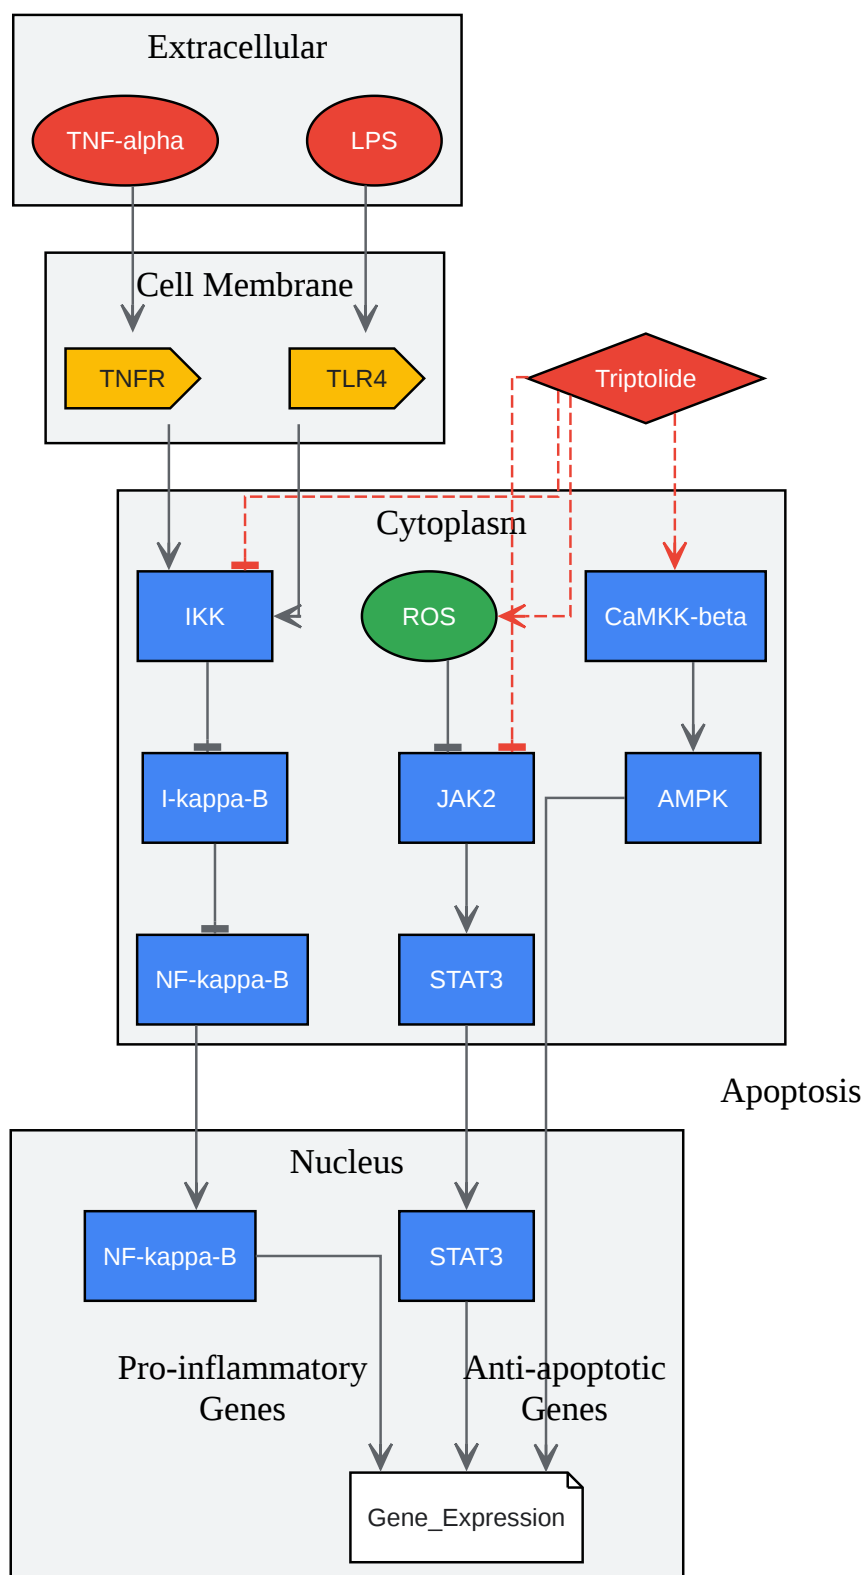 Extracellular
TNF-alpha
LPS
Cell Membrane
TNFR
TLR4
Triptolide
Cytoplasm
IKK
ROS
CaMKK-beta
I-kappa-B
JAK2
AMPK
NF-kappa-B
STAT3
Apoptosis
Nucleus
NF-kappa-B
STAT3
Pro-inflammatory
Genes
Anti-apoptotic
Genes
Gene_Expression